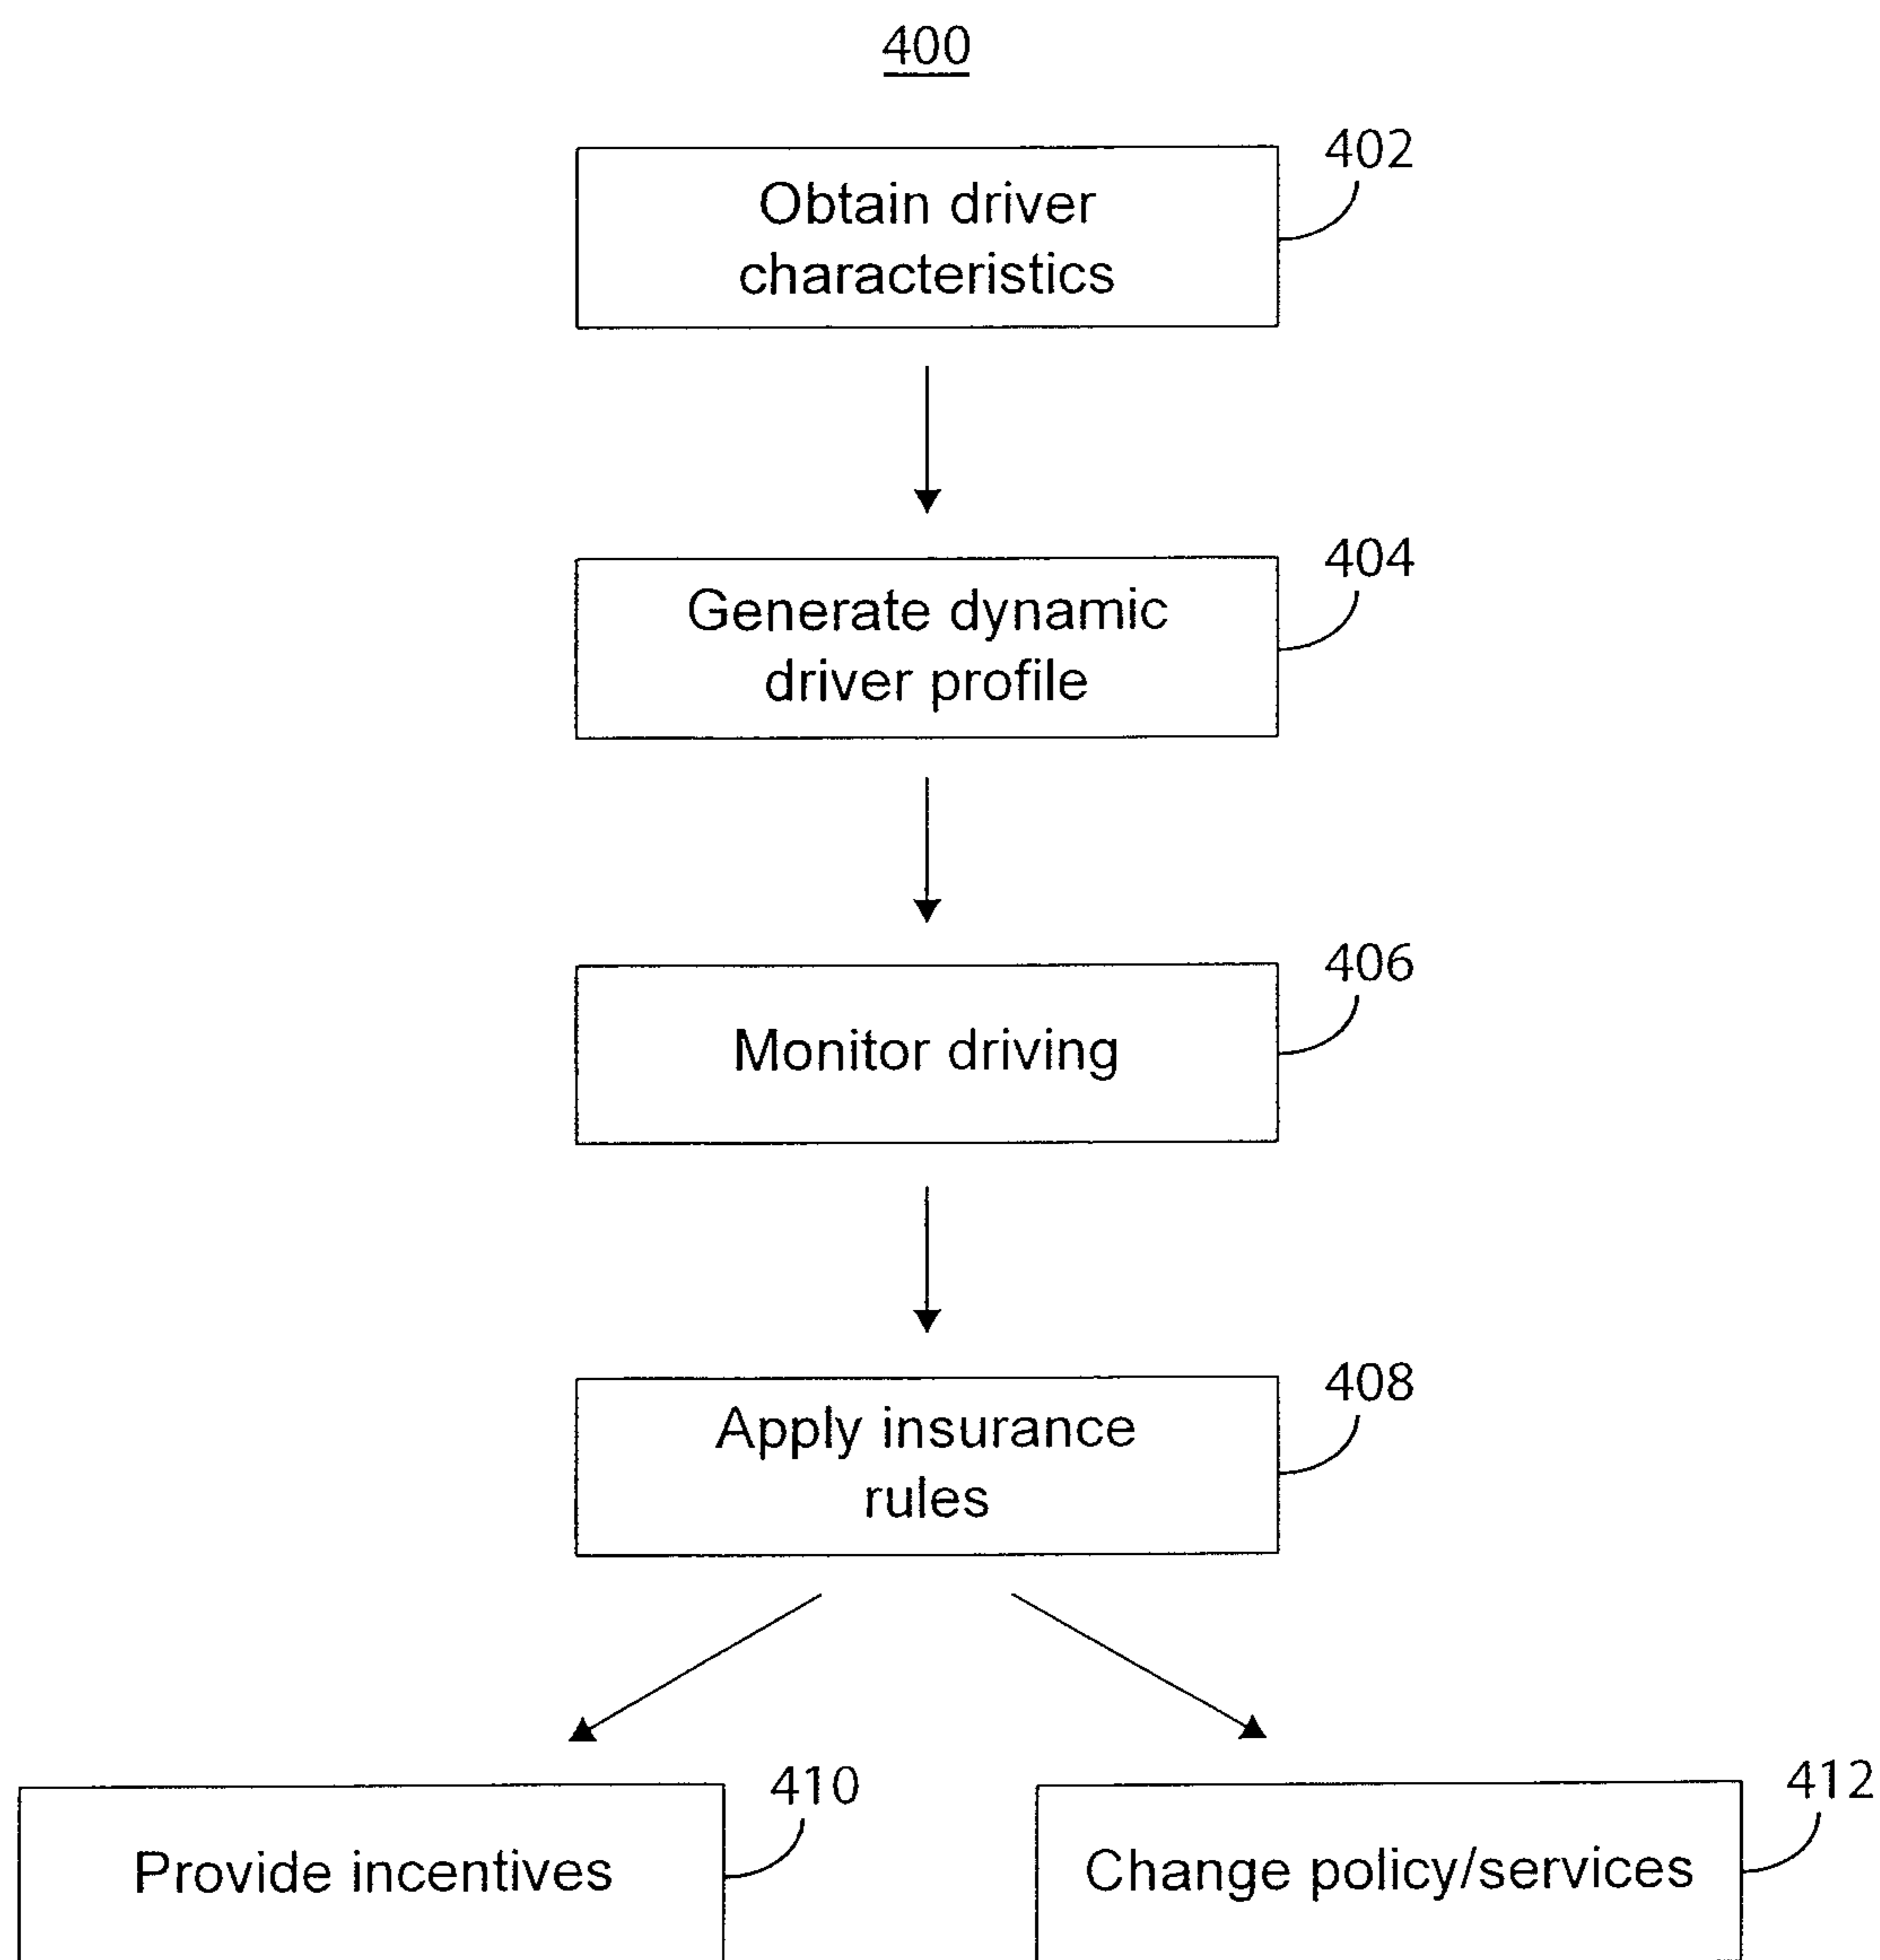 400
402
Obtain driver
characteristics
404
Generate dynamic
driver profile
406
Monitor driving
408
Apply insurance
rules
410
Provide incentives
412
Change policy/services